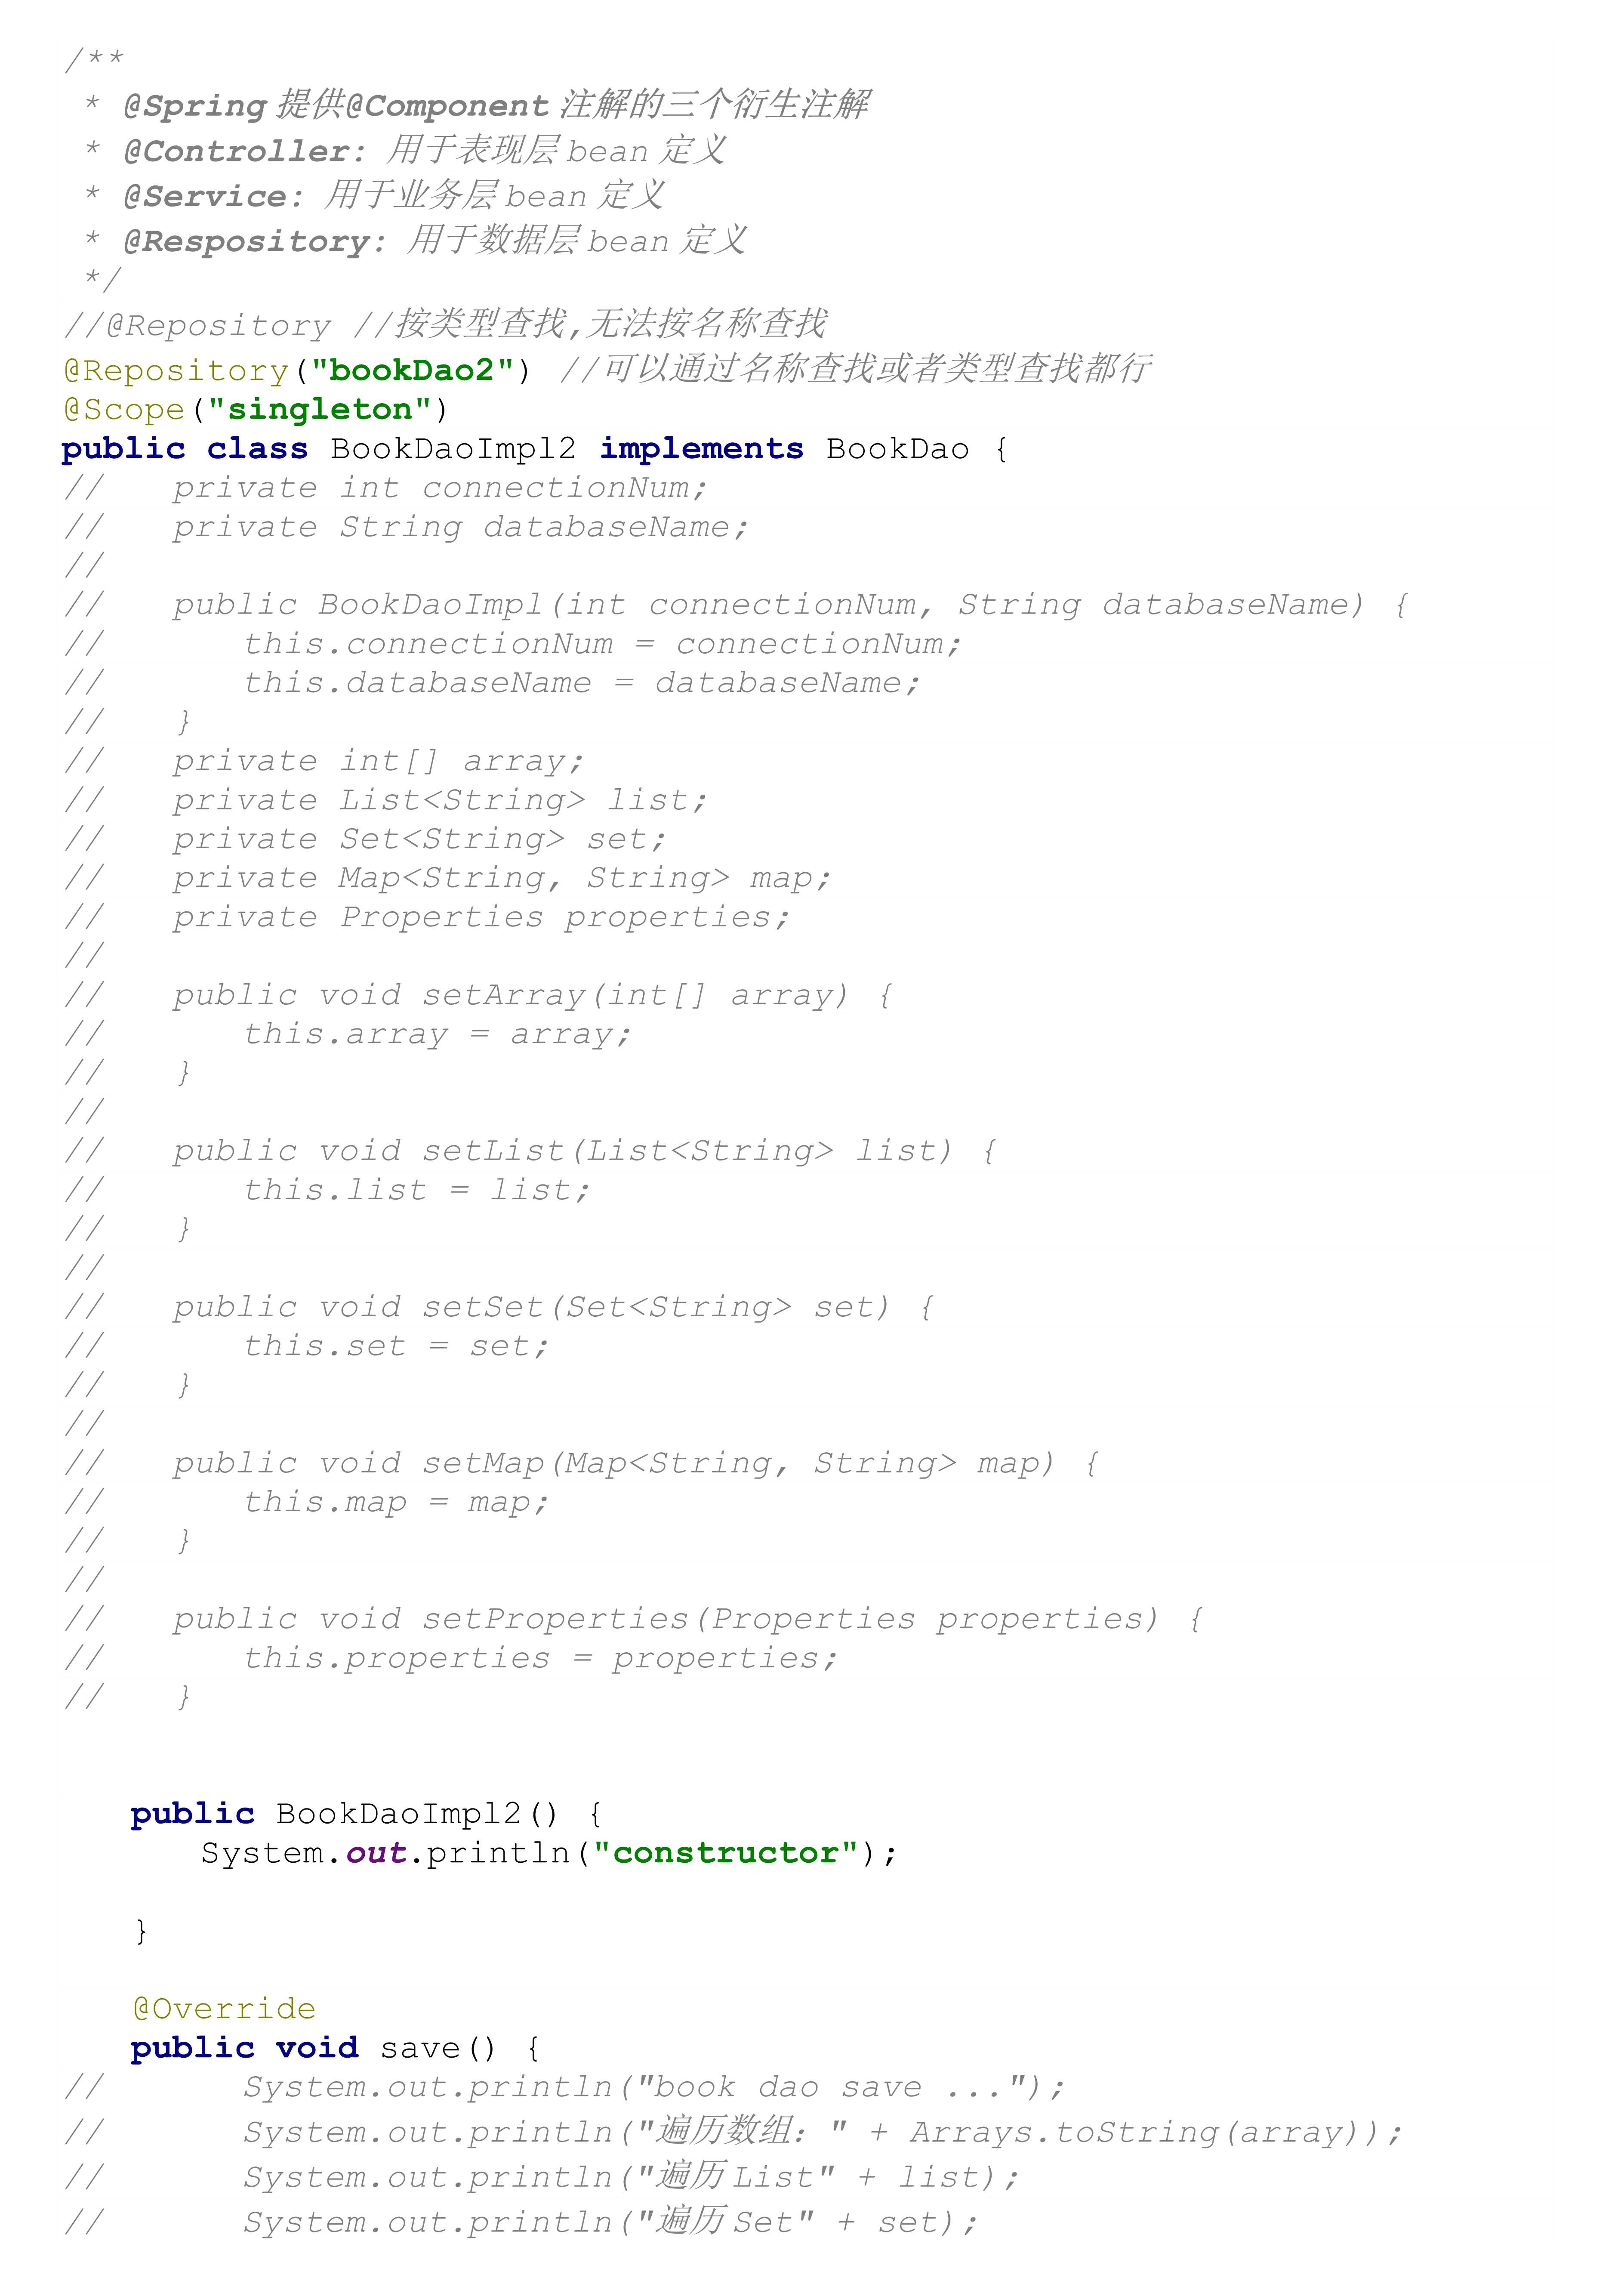 /**
 * @Spring 提供@Component 注解的三个衍生注解
 * @Controller: 用于表现层 bean 定义
 * @Service: 用于业务层 bean 定义
 * @Respository: 用于数据层 bean 定义
 */
//@Repository //按类型查找,无法按名称查找
@Repository("bookDao2") //可以通过名称查找或者类型查找都行
@Scope("singleton")
public class BookDaoImpl2 implements BookDao {
//   private int connectionNum;
//   private String databaseName;
//
//   public BookDaoImpl(int connectionNum, String databaseName) {
//       this.connectionNum = connectionNum;
//       this.databaseName = databaseName;
//   }
//   private int[] array;
//   private List<String> list;
//   private Set<String> set;
//   private Map<String, String> map;
//   private Properties properties;
//
//   public void setArray(int[] array) {
//       this.array = array;
//   }
//
//   public void setList(List<String> list) {
//       this.list = list;
//   }
//
//   public void setSet(Set<String> set) {
//       this.set = set;
//   }
//
//   public void setMap(Map<String, String> map) {
//       this.map = map;
//   }
//
//   public void setProperties(Properties properties) {
//       this.properties = properties;
//   }
    public BookDaoImpl2() {
        System.out.println("constructor");
    }
    @Override
    public void save() {
//       System.out.println("book dao save ...");
//       System.out.println("遍历数组：" + Arrays.toString(array));
//       System.out.println("遍历 List" + list);
//       System.out.println("遍历 Set" + set);